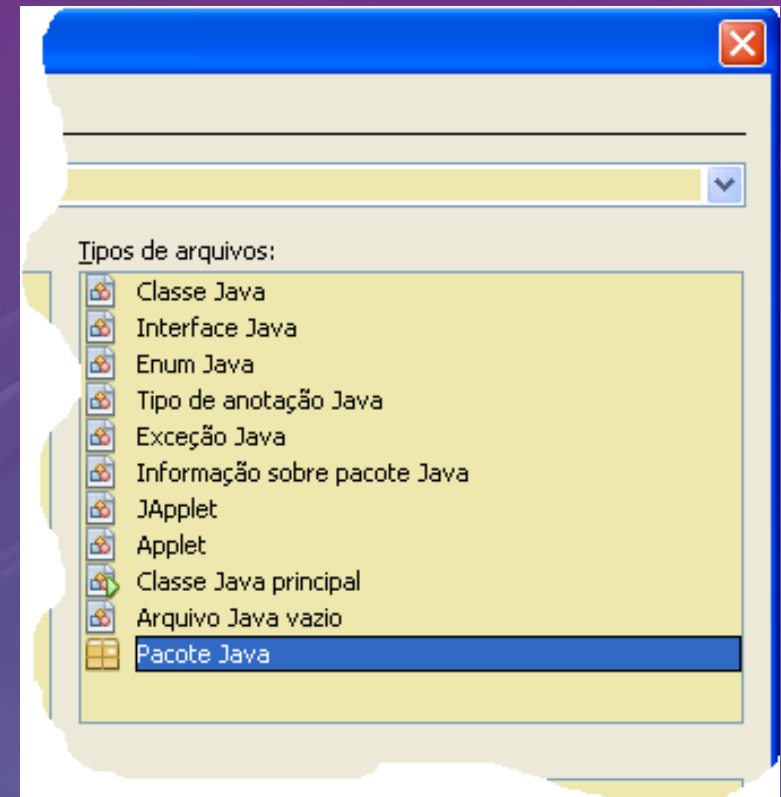 Tipos de arquivos:
Classe Java
Interface Java
Enum Java
Tipo de anotação Java
Exceção Java
Informação sobre pacote Java
JApplet
Applet
Classe Java principal
Arquivo Java vazio
Pacote Java